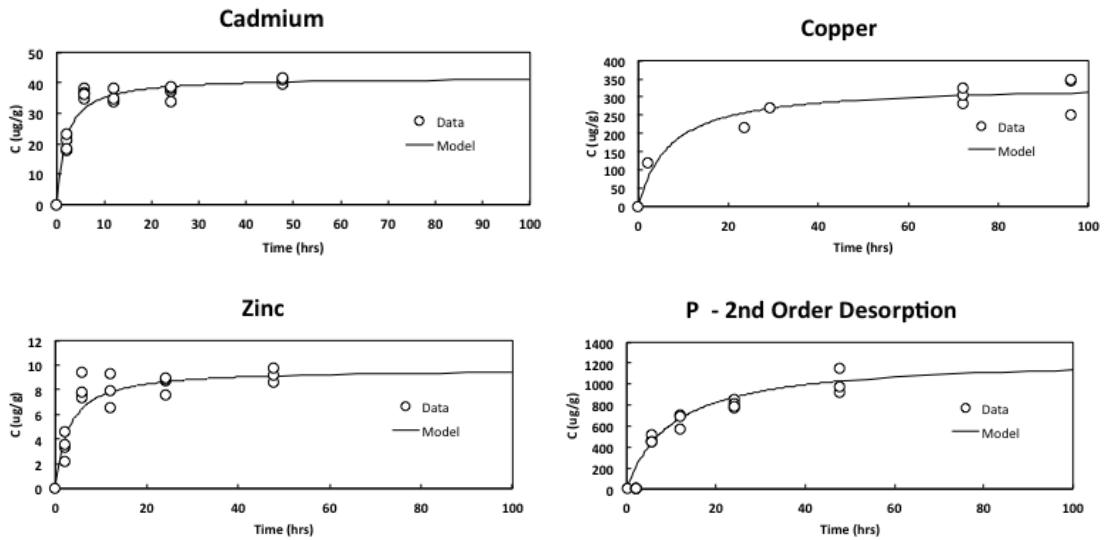 Cadmium
50
40
30
20
10
0
C (ug/g)
Data
Model
0 10 20 30 40 50 60 70 80 90 100
Time (hrs)
Copper
400
350
300
250
200
150
100
50
0
C (ug/g)
Data
Model
0 20 40 60 80 100
Time (hrs)
Zinc
12
10
8
6
4
2
0
C (ug/g)
Data
Model
0 20 40 60 80 100
Time (hrs)
P - 2nd Order Desorption
1400
1200
1000
800
600
400
200
0
C (ug/g)
Data
Model
0 20 40 60 80 100
Time (hrs)